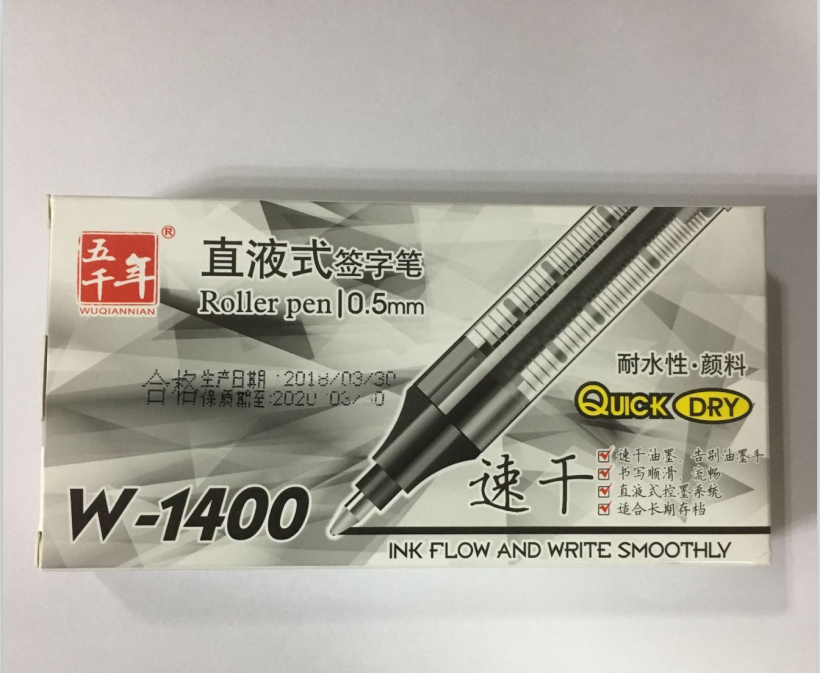 五千年
®
WUQIANNIAN
直液式签字笔
Roller pen|0.5mm
合格
生产日期:2018/03/30
保质期至:2020
耐水性·颜料
QUICK DRY
速干
速干油墨，告别油墨手
书写顺滑，流畅
直液式控墨系统
适合长期存档
W-1400
INK FLOW AND WRITE SMOOTHLY